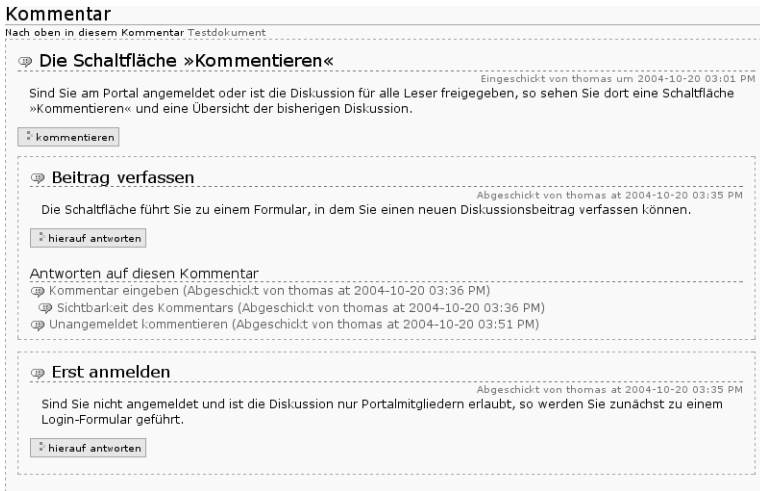 Kommentar
Nach oben in diesem Kommentar Testdokument
Die Schaltfläche »Kommentieren«
Eingeschickt von thomas um 2004-10-20 03:01 PM
Sind Sie am Portal angemeldet oder ist die Diskussion für alle Leser freigegeben, so sehen Sie dort eine Schaltfläche
»Kommentieren« und eine Übersicht der bisherigen Diskussion.
kommentieren
Beitrag verfassen
Abgeschickt von thomas at 2004-10-20 03:35 PM
Die Schaltfläche führt Sie zu einem Formular, in dem Sie einen neuen Diskussionsbeitrag verfassen können.
hierauf antworten
Antworten auf diesen Kommentar
Kommentar eingeben (Abgeschickt von thomas at 2004-10-20 03:36 PM)
Sichtbarkeit des Kommentars (Abgeschickt von thomas at 2004-10-20 03:36 PM)
Unangemeldet kommentieren (Abgeschickt von thomas at 2004-10-20 03:51 PM)
Erst anmelden
Abgeschickt von thomas at 2004-10-20 03:35 PM
Sind Sie nicht angemeldet und ist die Diskussion nur Portalmitgliedern erlaubt, so werden Sie zunächst zu einem
Login-Formular geführt.
hierauf antworten